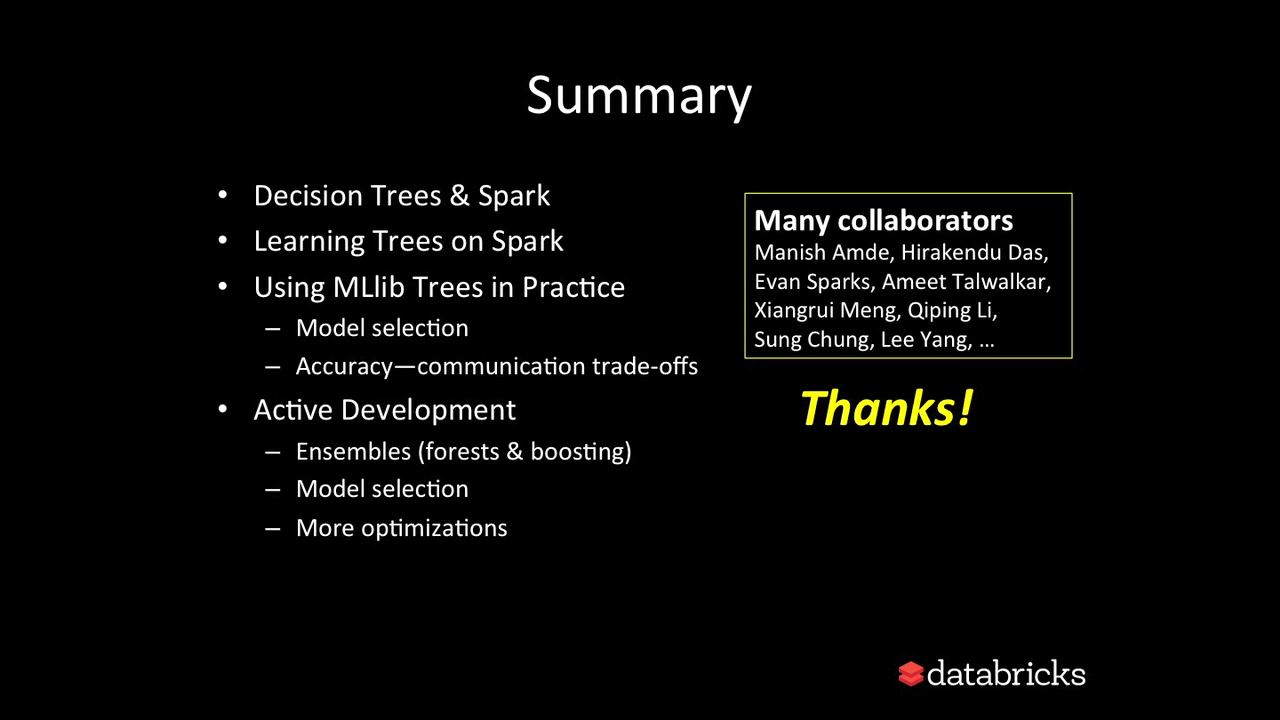 Summary
• Decision Trees & Spark
• Learning Trees on Spark
• Using MLlib Trees in Practice
– Model selection
– Accuracy—communication trade-offs
• Active Development
– Ensembles (forests & boosting)
– Model selection
– More optimizations
Many collaborators
Manish Amde, Hirakendu Das,
Evan Sparks, Ameet Talwalkar,
Xiangrui Meng, Qiping Li,
Sung Chung, Lee Yang, …
Thanks!
databricks